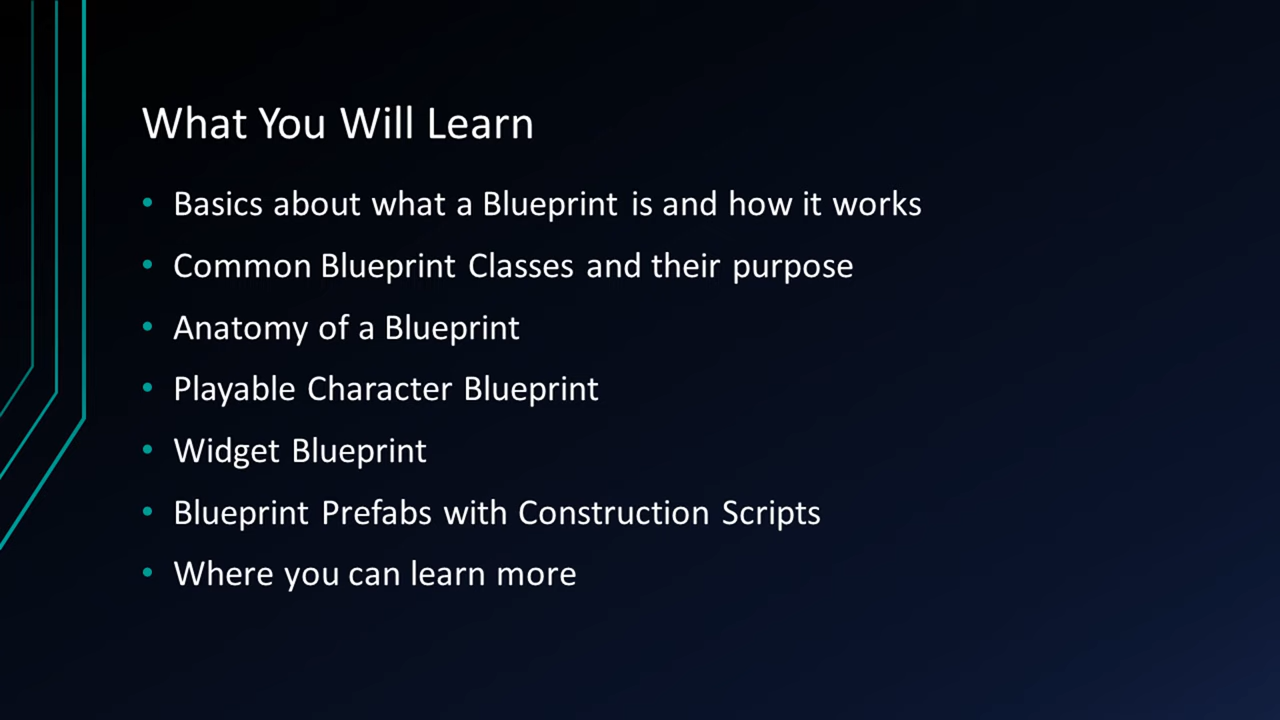 What You Will Learn
• Basics about what a Blueprint is and how it works
• Common Blueprint Classes and their purpose
• Anatomy of a Blueprint
• Playable Character Blueprint
• Widget Blueprint
• Blueprint Prefabs with Construction Scripts
• Where you can learn more